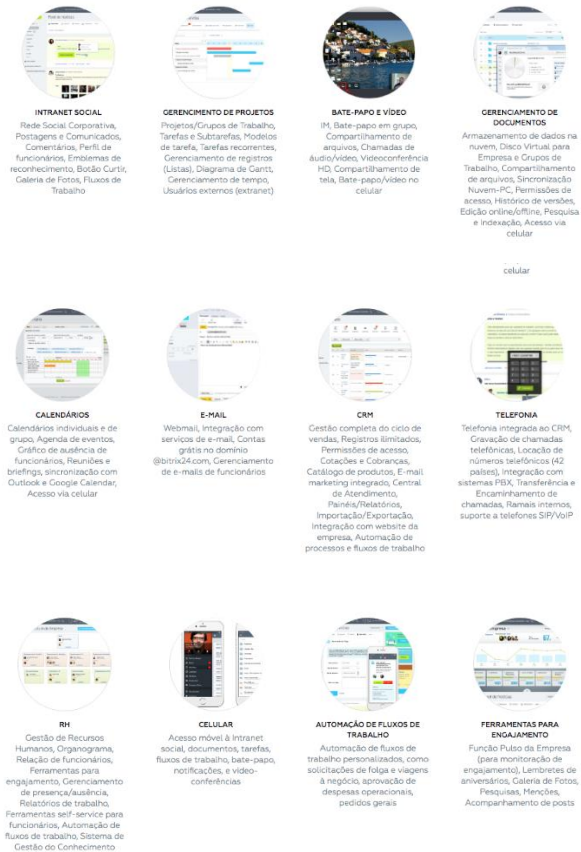 INTRANET SOCIAL
Rede Social Corporativa,
Postagens e Comunicados,
Comentários, Perfil de
funcionários, Emblemas de
reconhecimento, Botão Curtir,
Galeria de Fotos, Fluxos de
Trabalho
GERENCIMENTO DE PROJETOS
Projetos/Grupos de Trabalho,
Tarefas e Subtarefas, Modelos
de tarefa, Tarefas recorrentes,
Gerenciamento de registros
(Listas), Diagrama de Gantt,
Gerenciamento de tempo,
Usuários externos (extranet)
BATE-PAPO E VÍDEO
IM, Bate-papo em grupo,
Compartilhamento de
arquivos, Chamadas de
áudio/vídeo, Videoconferência
HD, Compartilhamento de
tela, Bate-papo/vídeo no
celular
GERENCIAMENTO DE
DOCUMENTOS
Armazenamento de dados na
nuvem, Disco Virtual para
Empresa e Grupos de
Trabalho, Compartilhamento
de arquivos, Sincronização
Nuvem-PC, Permissões de
acesso, Histórico de versões,
Edição online/offline, Pesquisa
e Indexação, Acesso via
celular
celular
CALENDÁRIOS
Calendários individuais e de
grupo, Agenda de eventos,
Gráfico de ausência de
funcionários, Reuniões e
briefings, sincronização com
Outlook e Google Calendar,
Acesso via celular
E-MAIL
Webmail, Integração com
serviços de e-mail, Contas
grátis no domínio
@bitrix24.com, Gerenciamento
de e-mails de funcionários
CRM
Gestão completa do ciclo de
vendas, Registros ilimitados,
Permissões de acesso,
Cotações e Cobranças,
Catálogo de produtos, E-mail
marketing integrado, Central
de Atendimento,
Painéis/Relatórios,
Importação/Exportação,
Integração com website da
empresa, Automação de
processos e fluxos de trabalho
TELEFONIA
Telefonia integrada ao CRM,
Gravação de chamadas
telefônicas, Locação de
números telefônicos (42
países), Integração com
sistemas PBX, Transferência e
Encaminhamento de
chamadas, Ramais internos,
suporte a telefones SIP/VoIP
RH
Gestão de Recursos
Humanos, Organograma,
Relação de funcionários,
Ferramentas para
engajamento, Gerenciamento
de presença/ausência,
Relatórios de trabalho,
Ferramentas self-service para
funcionários, Automação de
fluxos de trabalho, Sistema de
Gestão do Conhecimento
CELULAR
Acesso móvel à Intranet
social, documentos, tarefas,
fluxos de trabalho, bate-papo,
notificações, e vídeo-
conferências
AUTOMAÇÃO DE FLUXOS DE
TRABALHO
Automação de fluxos de
trabalho personalizados, como
solicitações de folga e viagens
à negócio, aprovação de
despesas operacionais,
pedidos gerais
FERRAMENTAS PARA
ENGAJAMENTO
Função Pulso da Empresa
(para monitoração de
engajamento), Lembretes de
aniversários, Galeria de Fotos,
Pesquisas, Menções,
Acompanhamento de posts